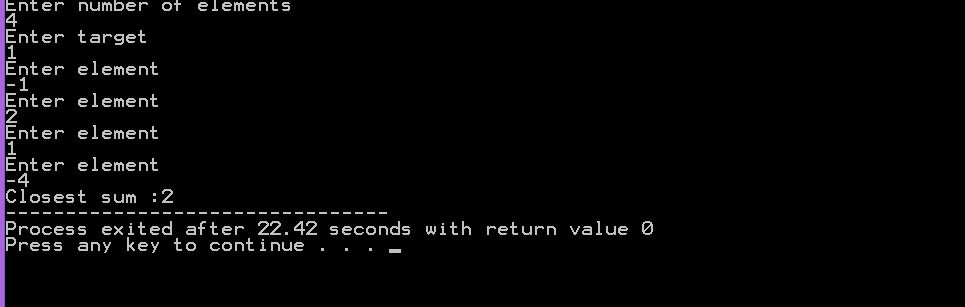 Enter number of elements
4
Enter target
1
Enter element
-1
Enter element
2
Enter element
1
Enter element
-4
Closest sum :2
--------------------------------
Process exited after 22.42 seconds with return value 0
Press any key to continue . . .